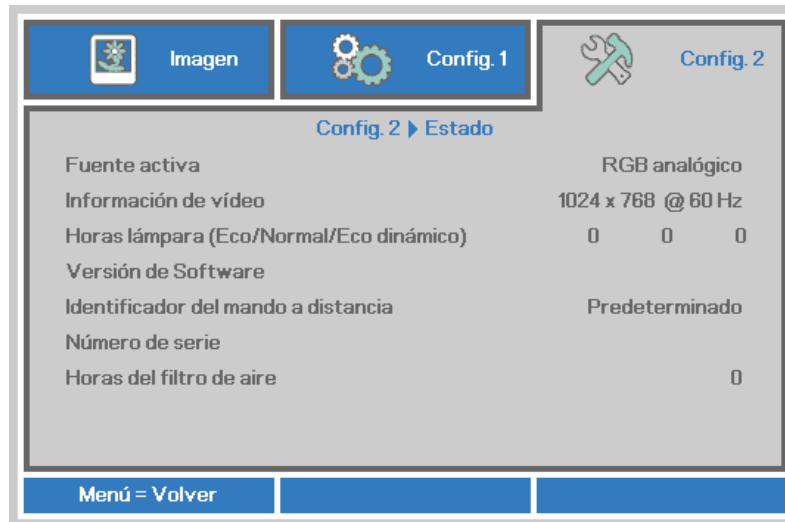 Imagen
Config. 1
Config. 2
Config. 2 ▶ Estado
Fuente activa RGB analógico
Información de vídeo 1024 x 768 @ 60 Hz
Horas lámpara (Eco/Normal/Eco dinámico) 0 0 0
Versión de Software
Identificador del mando a distancia Predeterminado
Número de serie
Horas del filtro de aire 0
Menú = Volver